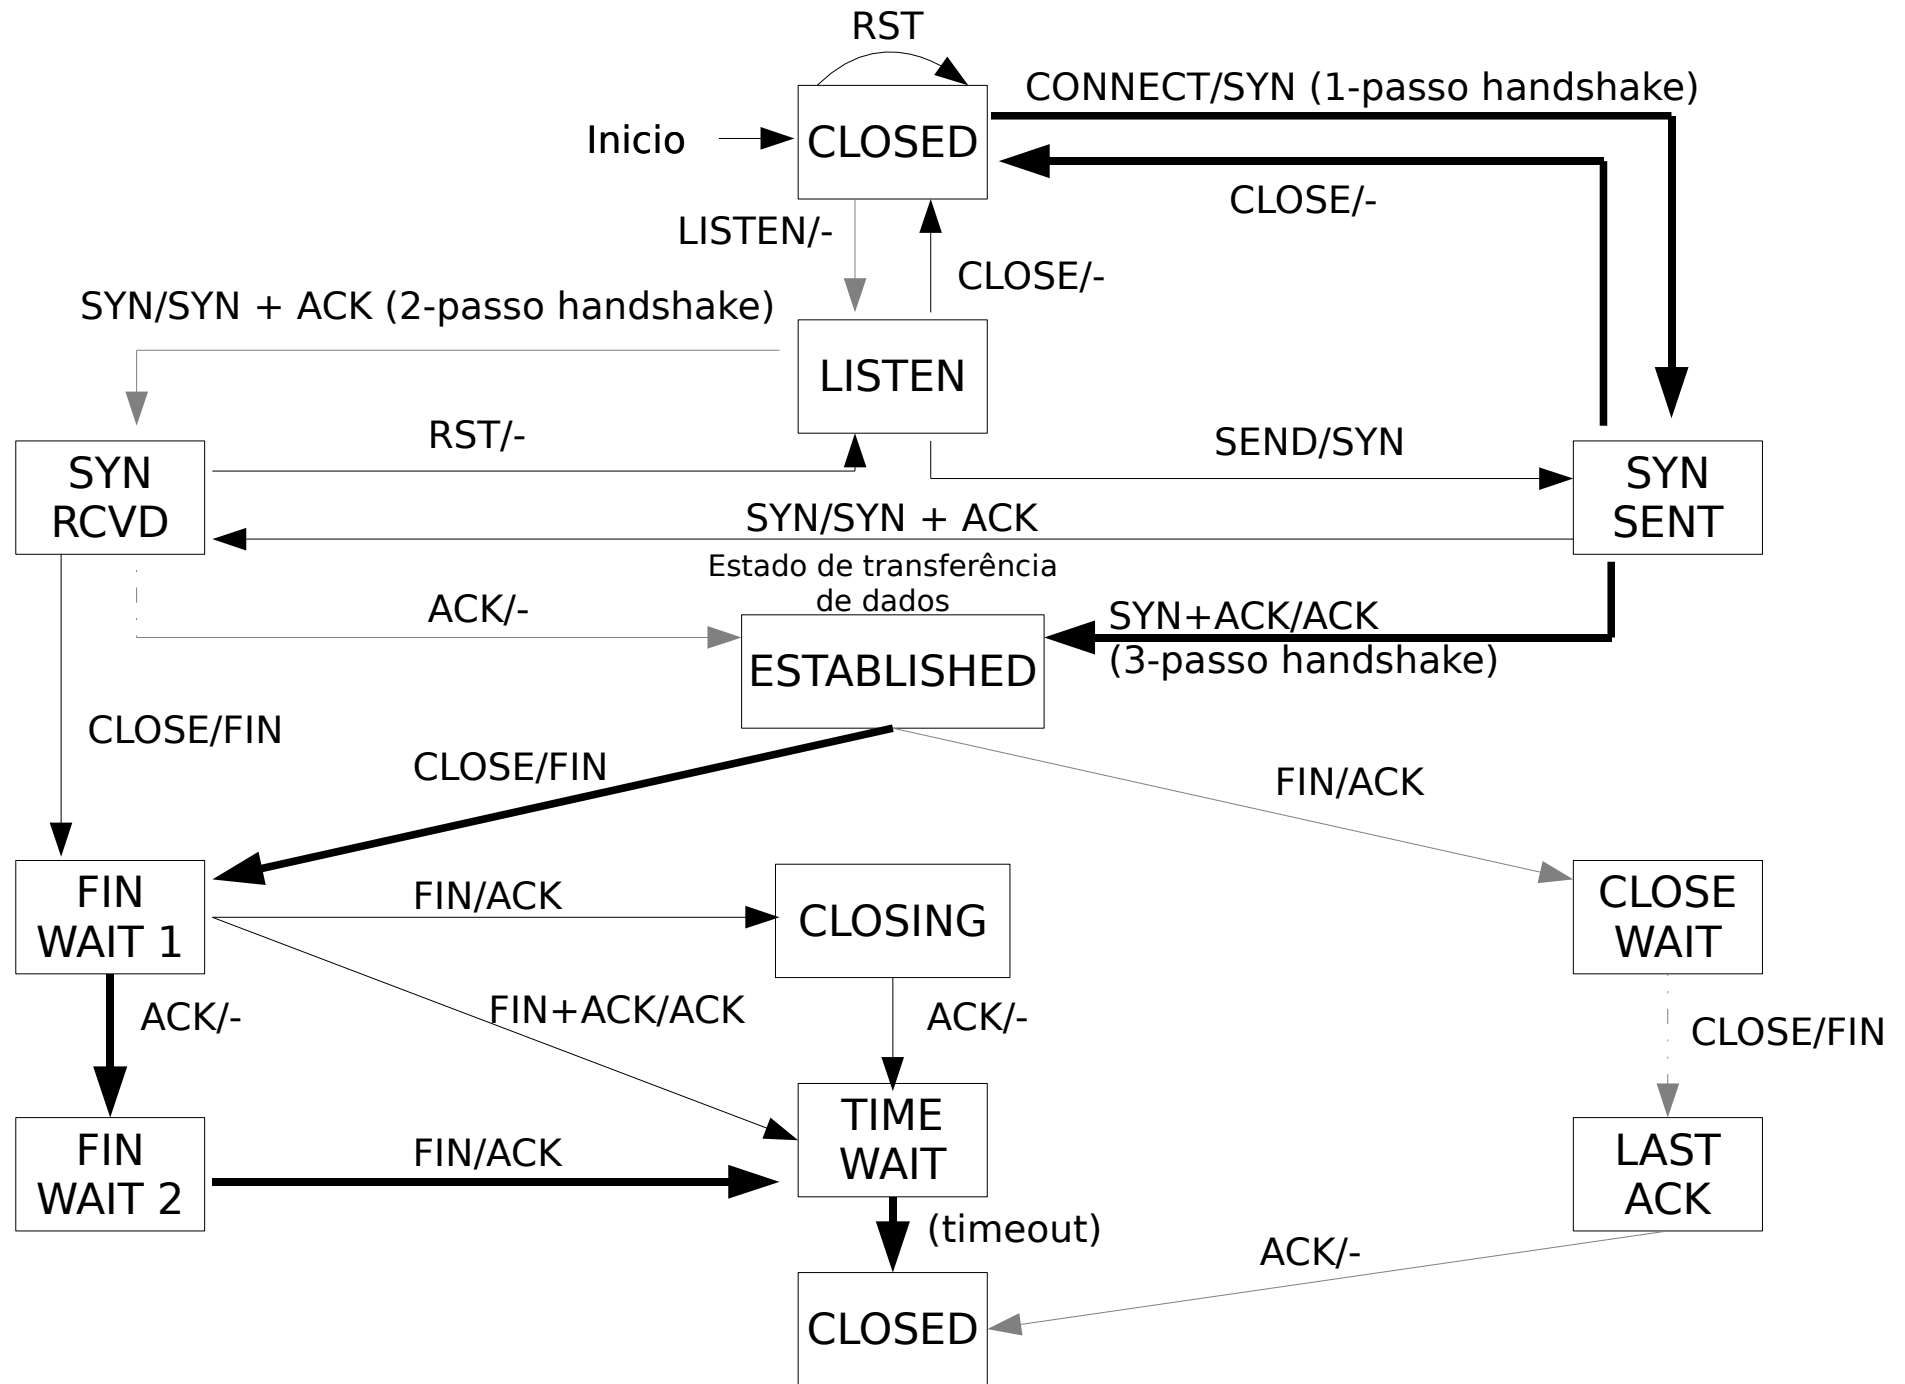 RST
CONNECT/SYN (1-passo handshake)
Inicio
CLOSED
CLOSE/-
LISTEN/-
CLOSE/-
SYN/SYN + ACK (2-passo handshake)
LISTEN
RST/-
SEND/SYN
SYN
RCVD
SYN
SENT
SYN/SYN + ACK
Estado de transferência
de dados
ACK/-
SYN+ACK/ACK
(3-passo handshake)
ESTABLISHED
CLOSE/FIN
CLOSE/FIN
FIN/ACK
FIN
WAIT 1
FIN/ACK
CLOSING
CLOSE
WAIT
ACK/-
FIN+ACK/ACK
ACK/-
CLOSE/FIN
FIN
WAIT 2
FIN/ACK
TIME
WAIT
LAST
ACK
(timeout)
ACK/-
CLOSED